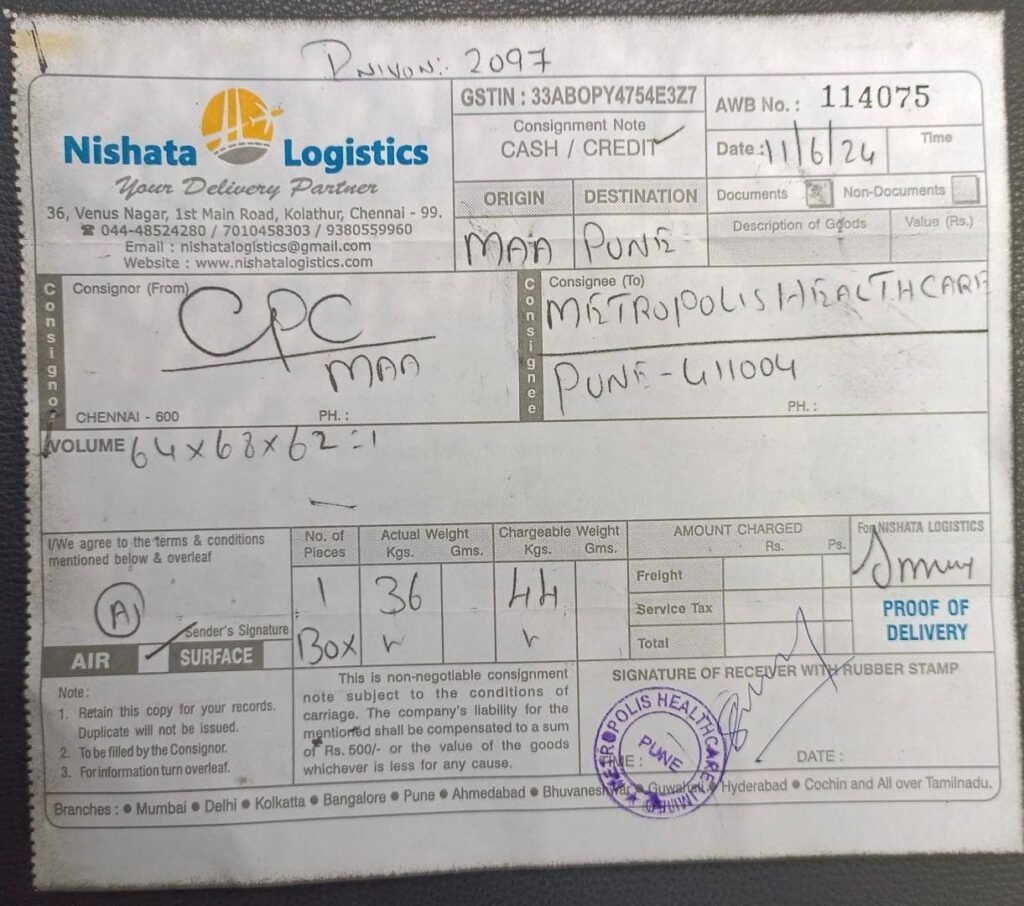 2097
GSTIN : 33ABOPY4754E3Z7
AWB No. : 114075
Nishata Logistics
Your Delivery Partner
36, Venus Nagar, 1st Main Road, Kolathur, Chennai - 99.
☎ 044-48524280 / 7010458303 / 9380559960
Email : nishatalogistics@gmail.com
Website : www.nishatalogistics.com
Consignment Note
CASH / CREDIT ✓
Date : 11/6/24
Time
ORIGIN
DESTINATION
Documents
Non-Documents
MAA
PUNE
Description of Goods
Value (Rs.)
Consignor
Consignor (From)
CPC
MAA
CHENNAI - 600
PH. :
Consignee
Consignee (To)
METROPOLIS HEALTHCARE
PUNE - 411004
PH. :
VOLUME 64 x 68 x 62 = 1
I/We agree to the terms & conditions
mentioned below & overleaf
A
Sender's Signature
AIR ✓ SURFACE
No. of
Pieces
1
Box
Actual Weight
Kgs. Gms.
36
Chargeable Weight
Kgs. Gms.
44
AMOUNT CHARGED
Rs. Ps.
Freight
Service Tax
Total
For NISHATA LOGISTICS
PROOF OF
DELIVERY
Note :
1. Retain this copy for your records.
Duplicate will not be issued.
2. To be filled by the Consignor.
3. For information turn overleaf.
This is non-negotiable consignment
note subject to the conditions of
carriage. The company's liability for the
mentioned shall be compensated to a sum
of Rs. 500/- or the value of the goods
whichever is less for any cause.
SIGNATURE OF RECEIVER WITH RUBBER STAMP
METROPOLIS HEALTHCARE LIMITED
PUNE
TIME :
DATE :
Branches : ● Mumbai ● Delhi ● Kolkatta ● Bangalore ● Pune ● Ahmedabad ● Bhuvaneshwar ● Guwahati ● Hyderabad ● Cochin and All over Tamilnadu.